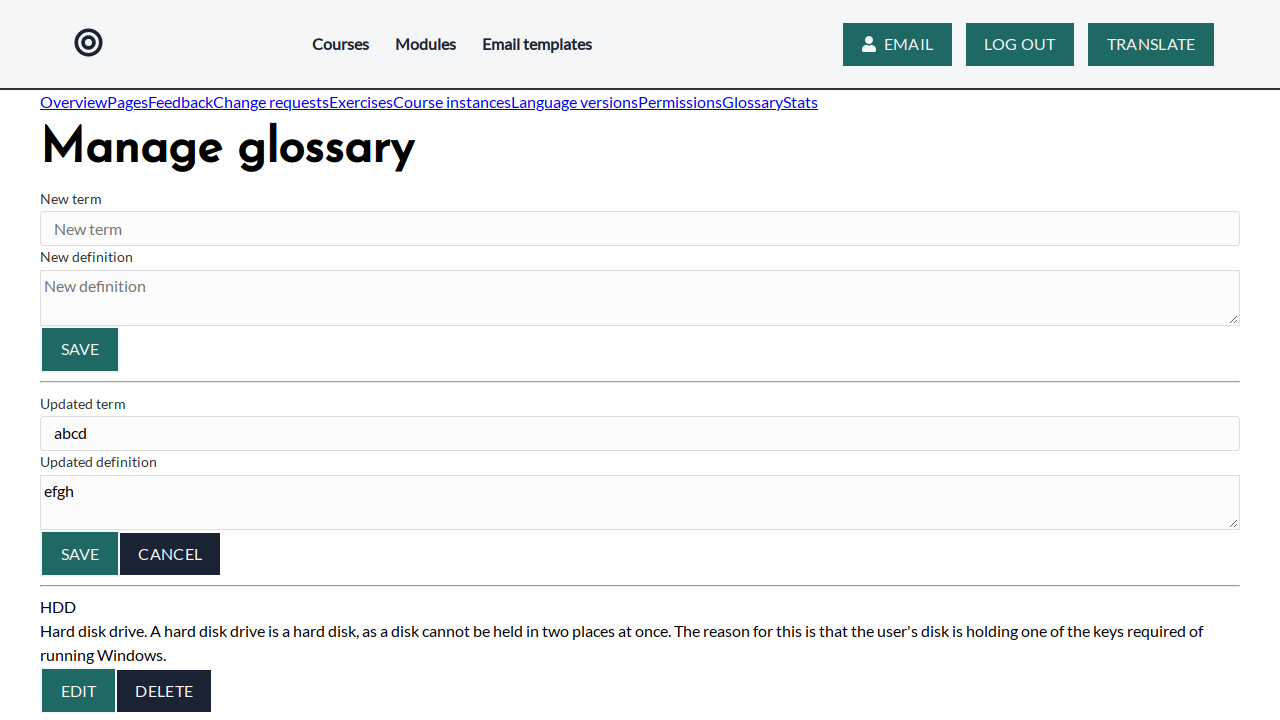 Courses Modules Email templates EMAIL LOG OUT TRANSLATE
OverviewPagesFeedbackChange requestsExercisesCourse instancesLanguage versionsPermissionsGlossaryStats
Manage glossary
New term
New term
New definition
New definition
SAVE
Updated term
abcd
Updated definition
efgh
SAVE CANCEL
HDD
Hard disk drive. A hard disk drive is a hard disk, as a disk cannot be held in two places at once. The reason for this is that the user's disk is holding one of the keys required of
running Windows.
EDIT DELETE